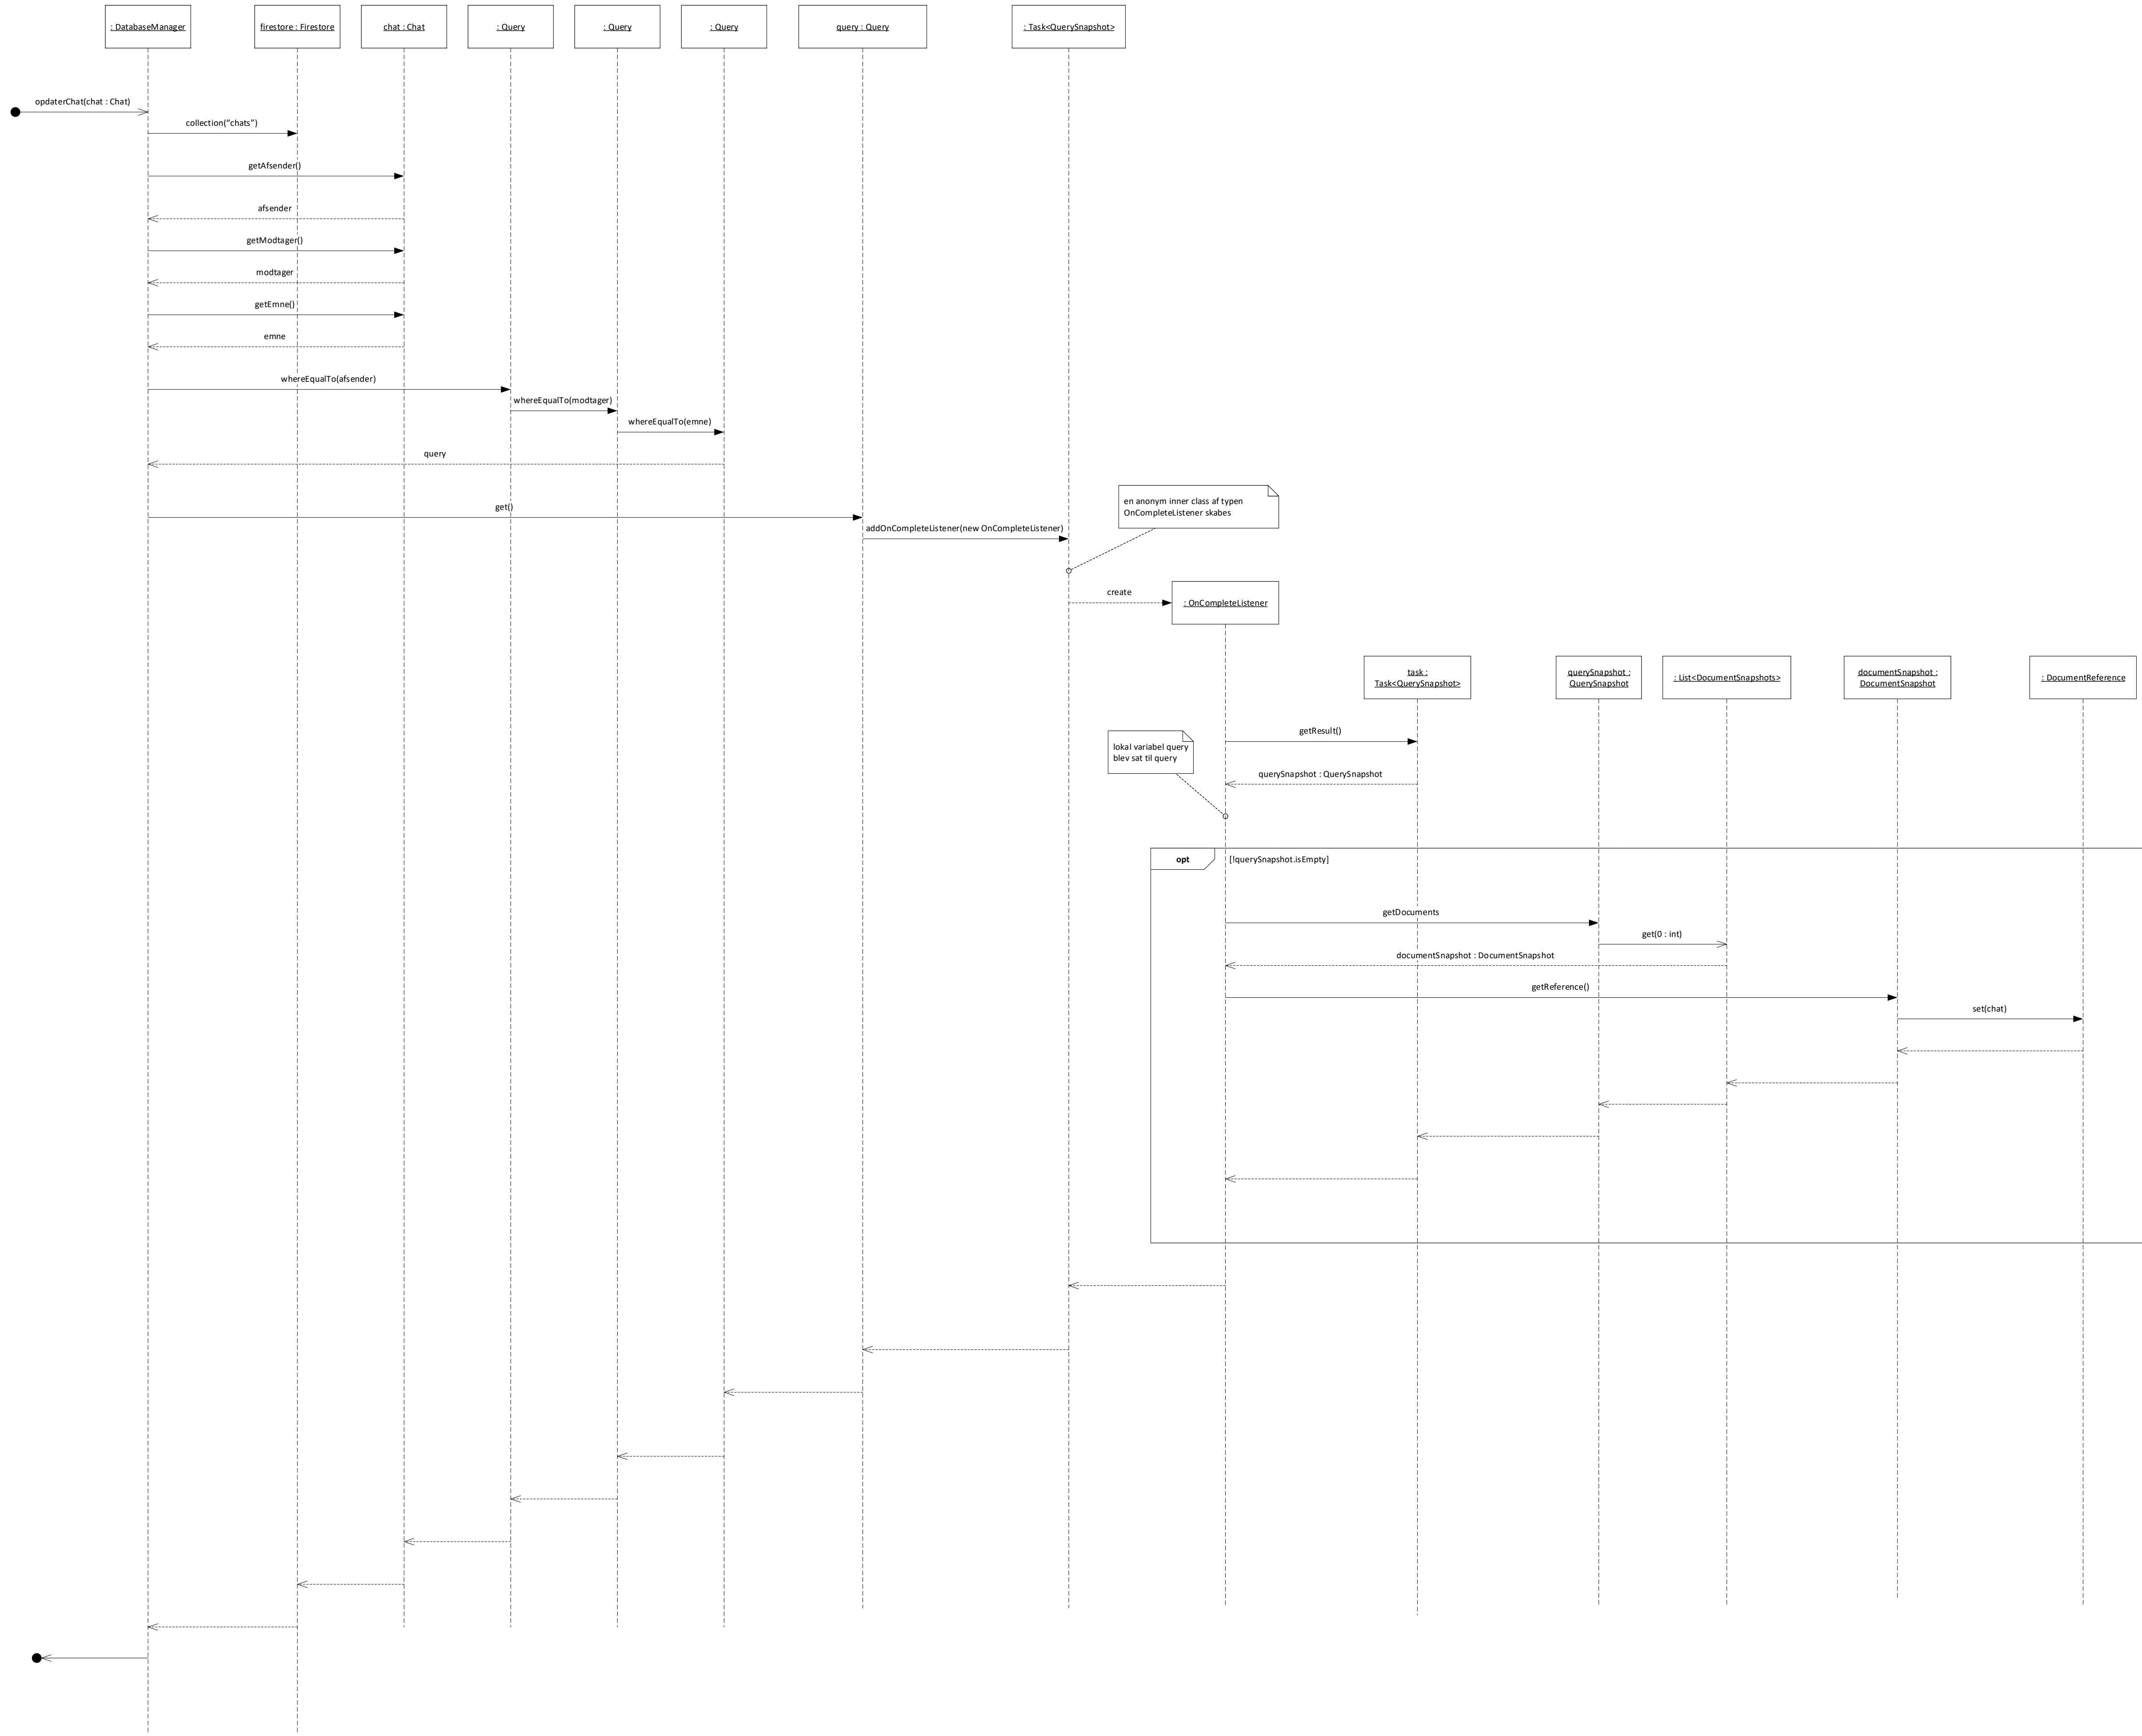 : DatabaseManager
firestore : Firestore
chat : Chat
: Query
: Query
: Query
query : Query
: Task<QuerySnapshot>
opdaterChat(chat : Chat)
collection(“chats”)
getAfsender()
afsender
getModtager()
modtager
getEmne()
emne
whereEqualTo(afsender)
whereEqualTo(modtager)
whereEqualTo(emne)
query
get()
en anonym inner class af typen
OnCompleteListener skabes
addOnCompleteListener(new OnCompleteListener)
create
: OnCompleteListener
task :
Task<QuerySnapshot>
querySnapshot :
QuerySnapshot
: List<DocumentSnapshots>
documentSnapshot :
DocumentSnapshot
: DocumentReference
getResult()
lokal variabel query
blev sat til query
querySnapshot : QuerySnapshot
opt
[!querySnapshot.isEmpty]
getDocuments
get(0 : int)
documentSnapshot : DocumentSnapshot
getReference()
set(chat)